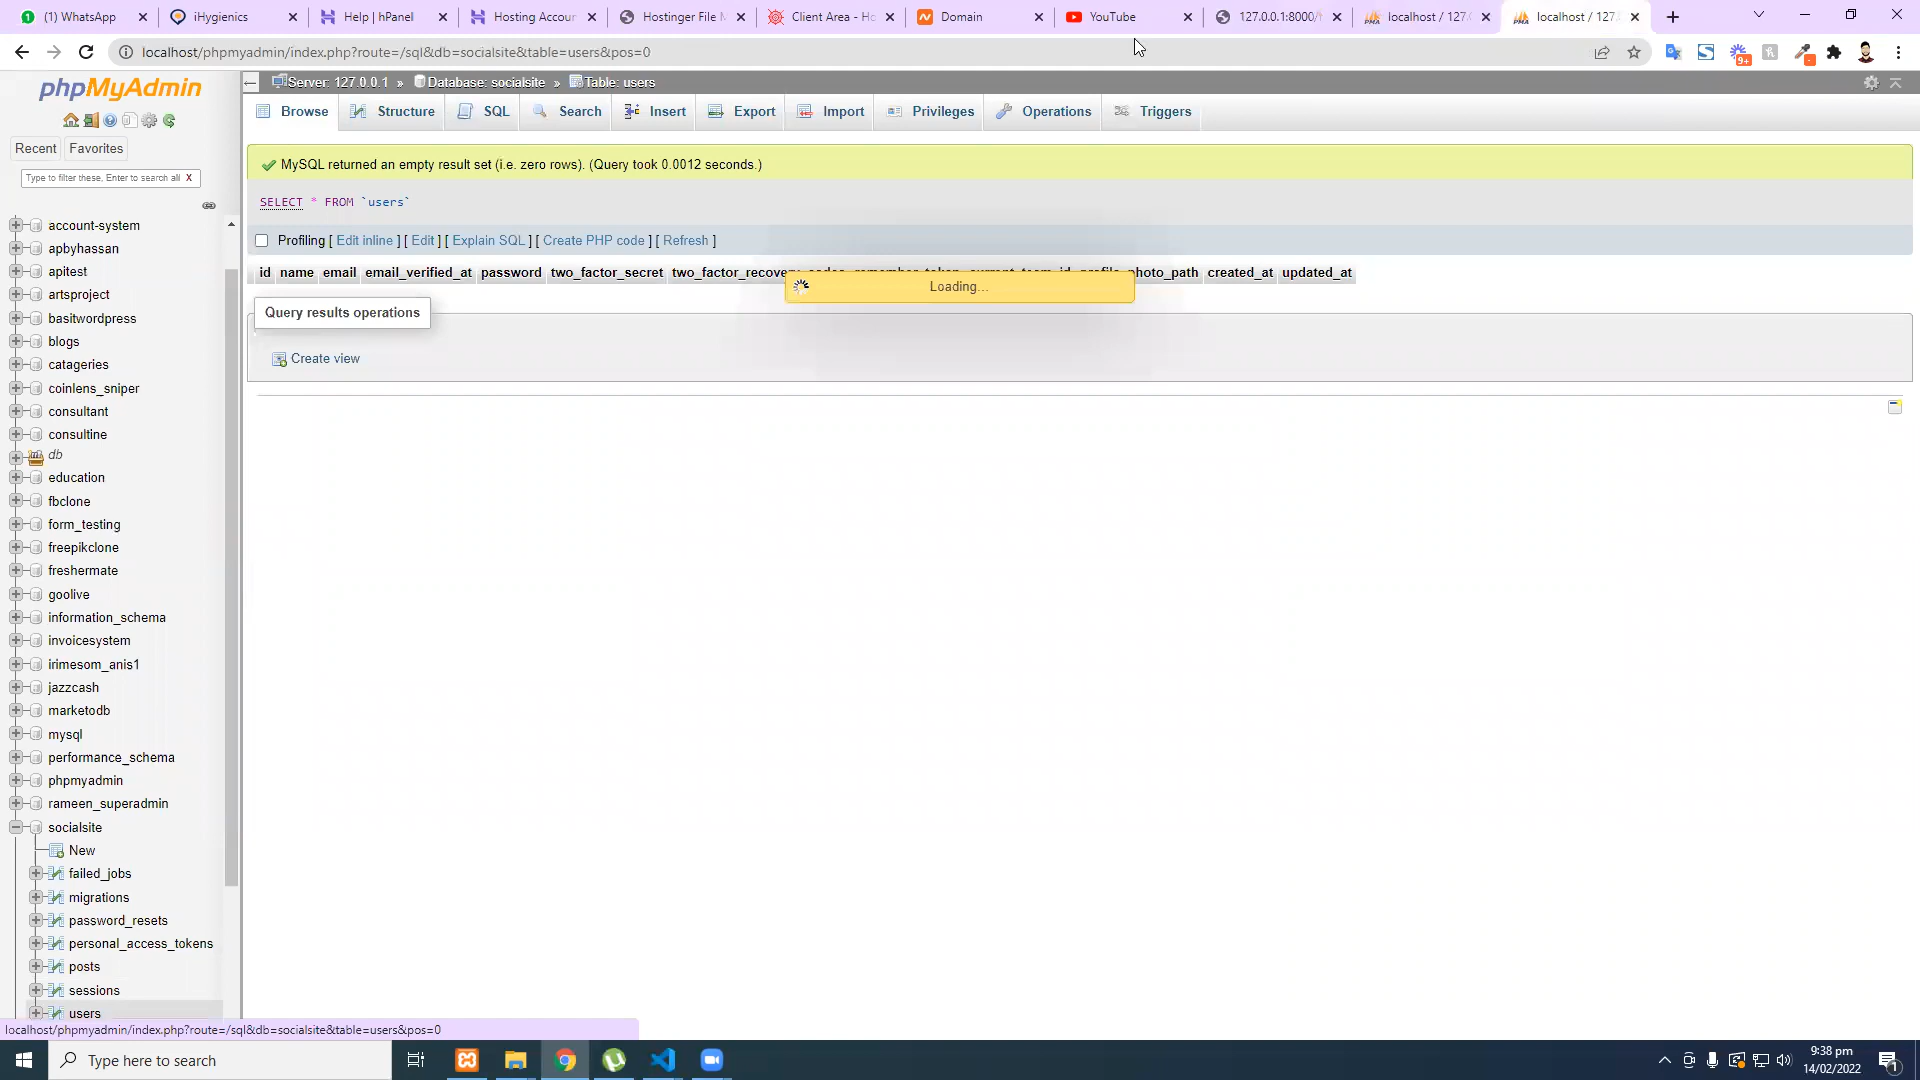 (1) WhatsApp
iHygienics
Help | hPanel
Hosting Accou
Hostinger File M
Client Area - Ho
Domain
YouTube
127.0.0.1:8000/
localhost / 127.
localhost / 127.
localhost/phpmyadmin/index.php?route=/sql&db=socialsite&table=users&pos=0
9+
phpMyAdmin
Server: 127.0.0.1 » Database: socialsite » Table: users
Browse Structure SQL Search Insert Export Import Privileges Operations Triggers
Recent Favorites
Type to filter these, Enter to search all X
MySQL returned an empty result set (i.e. zero rows). (Query took 0.0012 seconds.)
SELECT * FROM `users`
Profiling [ Edit inline ] [ Edit ] [ Explain SQL ] [ Create PHP code ] [ Refresh ]
id name email email_verified_at password two_factor_secret two_factor_recovery_codes remember_token current_team_id profile_photo_path created_at updated_at
Loading...
Query results operations
Create view
account-system
apbyhassan
apitest
artsproject
basitwordpress
blogs
catageries
coinlens_sniper
consultant
consultine
db
education
fbclone
form_testing
freepikclone
freshermate
goolive
information_schema
invoicesystem
irimesom_anis1
jazzcash
marketodb
mysql
performance_schema
phpmyadmin
rameen_superadmin
socialsite
New
failed_jobs
migrations
password_resets
personal_access_tokens
posts
sessions
users
localhost/phpmyadmin/index.php?route=/sql&db=socialsite&table=users&pos=0
Type here to search
9:38 pm
14/02/2022
1